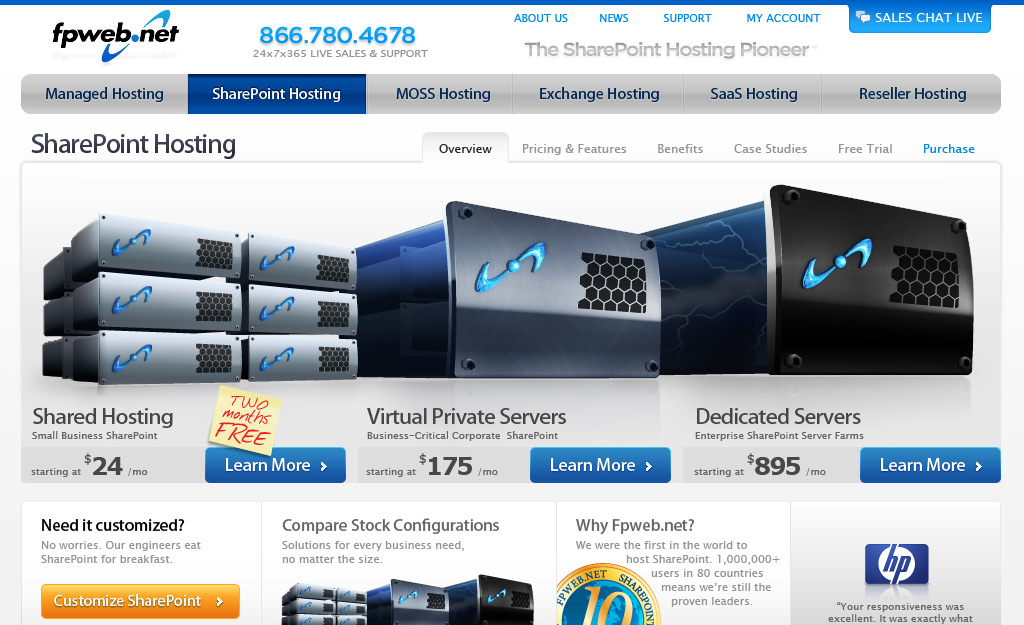 fpweb.net
866.780.4678
24x7x365 LIVE SALES & SUPPORT
ABOUT US
NEWS
SUPPORT
MY ACCOUNT
SALES CHAT LIVE
The SharePoint Hosting Pioneer
Managed Hosting
SharePoint Hosting
MOSS Hosting
Exchange Hosting
SaaS Hosting
Reseller Hosting
SharePoint Hosting
Overview
Pricing & Features
Benefits
Case Studies
Free Trial
Purchase
Shared Hosting
Small Business SharePoint
TWO
months
FREE
starting at $24 /mo
Learn More
Virtual Private Servers
Business-Critical Corporate SharePoint
starting at $175 /mo
Learn More
Dedicated Servers
Enterprise SharePoint Server Farms
starting at $895 /mo
Learn More
Need it customized?
No worries. Our engineers eat
SharePoint for breakfast.
Customize SharePoint
Compare Stock Configurations
Solutions for every business need,
no matter the size.
Why Fpweb.net?
We were the first in the world to
host SharePoint. 1,000,000+
users in 80 countries
means we're still the
proven leaders.
FPWEB.NET SHAREPOINT
10
hp
"Your responsiveness was
excellent. It was exactly what